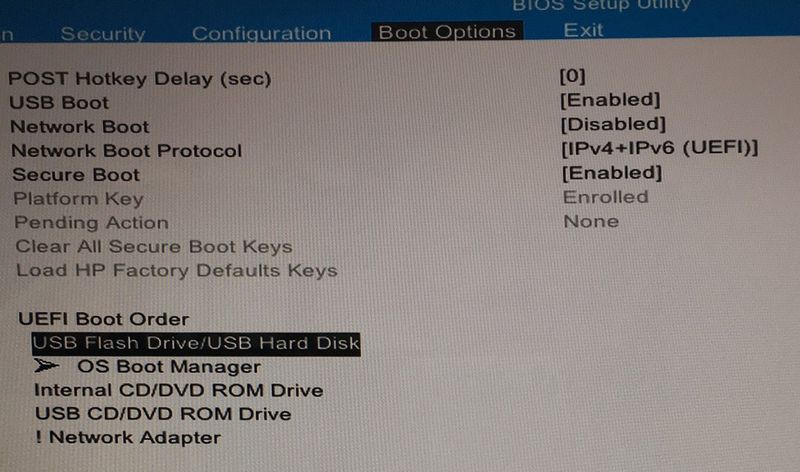 BIOS Setup Utility
n Security Configuration Boot Options Exit
POST Hotkey Delay (sec) [0]
USB Boot [Enabled]
Network Boot [Disabled]
Network Boot Protocol [IPv4+IPv6 (UEFI)]
Secure Boot [Enabled]
Platform Key Enrolled
Pending Action None
Clear All Secure Boot Keys
Load HP Factory Defaults Keys
UEFI Boot Order
USB Flash Drive/USB Hard Disk
OS Boot Manager
Internal CD/DVD ROM Drive
USB CD/DVD ROM Drive
! Network Adapter